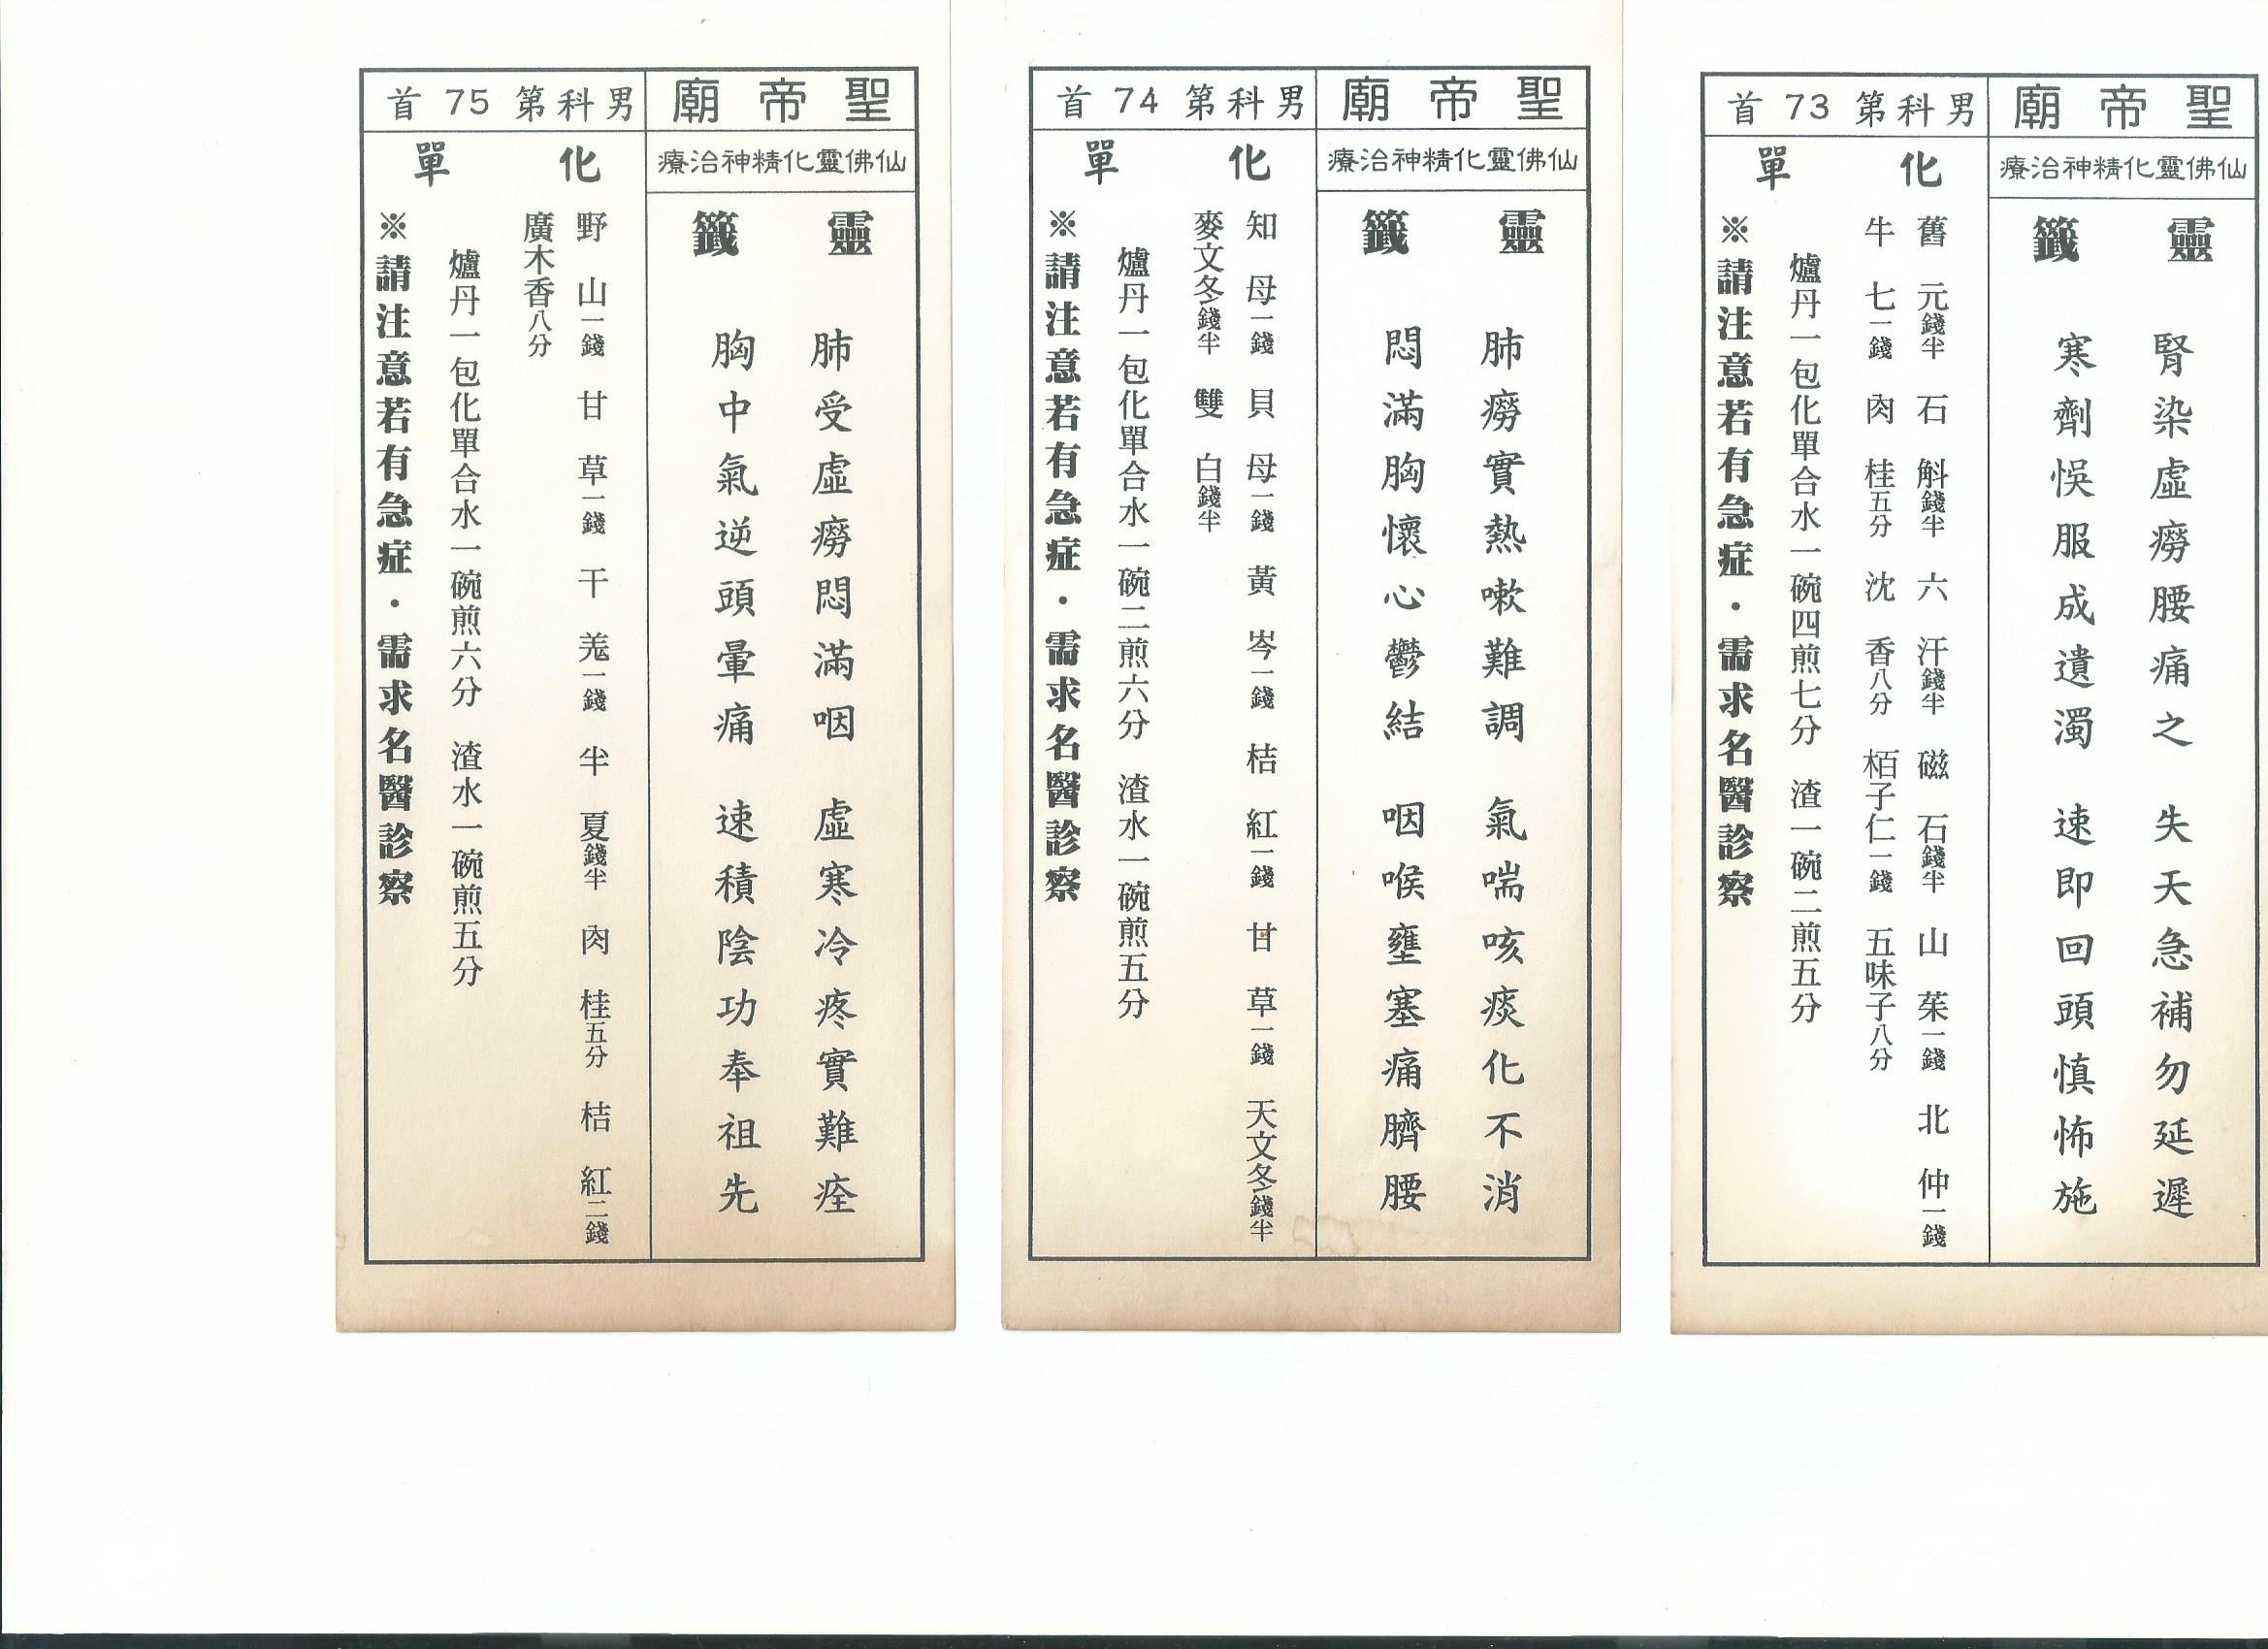 聖帝廟
男科第73首
仙佛靈化精神治療
靈籤
腎染虛癆腰痛之　失天急補勿延遲
寒劑悞服成遺濁　速即回頭慎怖施
化單
舊元錢半　石斛錢半　六汗錢半　磁石錢半　山茱一錢　北仲一錢
牛七一錢　肉桂五分　沈香八分　栢子仁一錢　五味子八分
爐丹一包化單合水一碗四煎七分　渣一碗二煎五分
※請注意若有急症・需求名醫診察
聖帝廟
男科第74首
仙佛靈化精神治療
靈籤
肺癆實熱嗽難調　氣喘咳痰化不消
悶滿胸懷心鬱結　咽喉壅塞痛臍腰
化單
知母一錢　貝母一錢　黃岑一錢　桔紅一錢　甘草一錢　天文冬錢半
麥文冬錢半　雙白錢半
爐丹一包化單合水一碗二煎六分　渣水一碗煎五分
※請注意若有急症・需求名醫診察
聖帝廟
男科第75首
仙佛靈化精神治療
靈籤
肺受虛癆悶滿咽　虛寒冷疼實難痊
胸中氣逆頭暈痛　速積陰功奉祖先
化單
野山一錢　甘草一錢　干羗一錢　半夏錢半　肉桂五分　桔紅二錢
廣木香八分
爐丹一包化單合水一碗煎六分　渣水一碗煎五分
※請注意若有急症・需求名醫診察